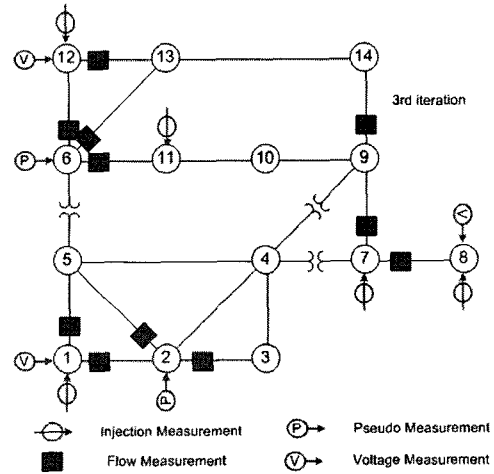 V 12 13 14
3rd iteration
P 6 11 10 9
V
5 4 7 8
V 1 2 3
P
Injection Measurement P Pseudo Measurement
Flow Measurement V Voltage Measurement